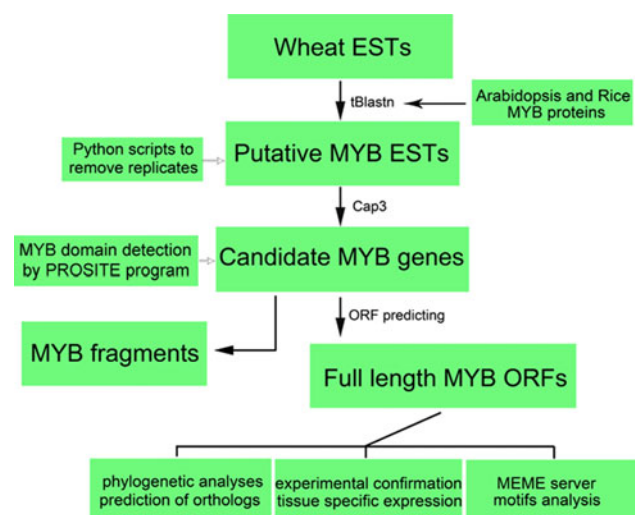 Wheat ESTs
tBlastn
Arabidopsis and Rice
MYB proteins
Python scripts to
remove replicates
Putative MYB ESTs
Cap3
MYB domain detection
by PROSITE program
Candidate MYB genes
ORF predicting
MYB fragments
Full length MYB ORFs
phylogenetic analyses
prediction of orthologs
experimental confirmation
tissue specific expression
MEME server
motifs analysis